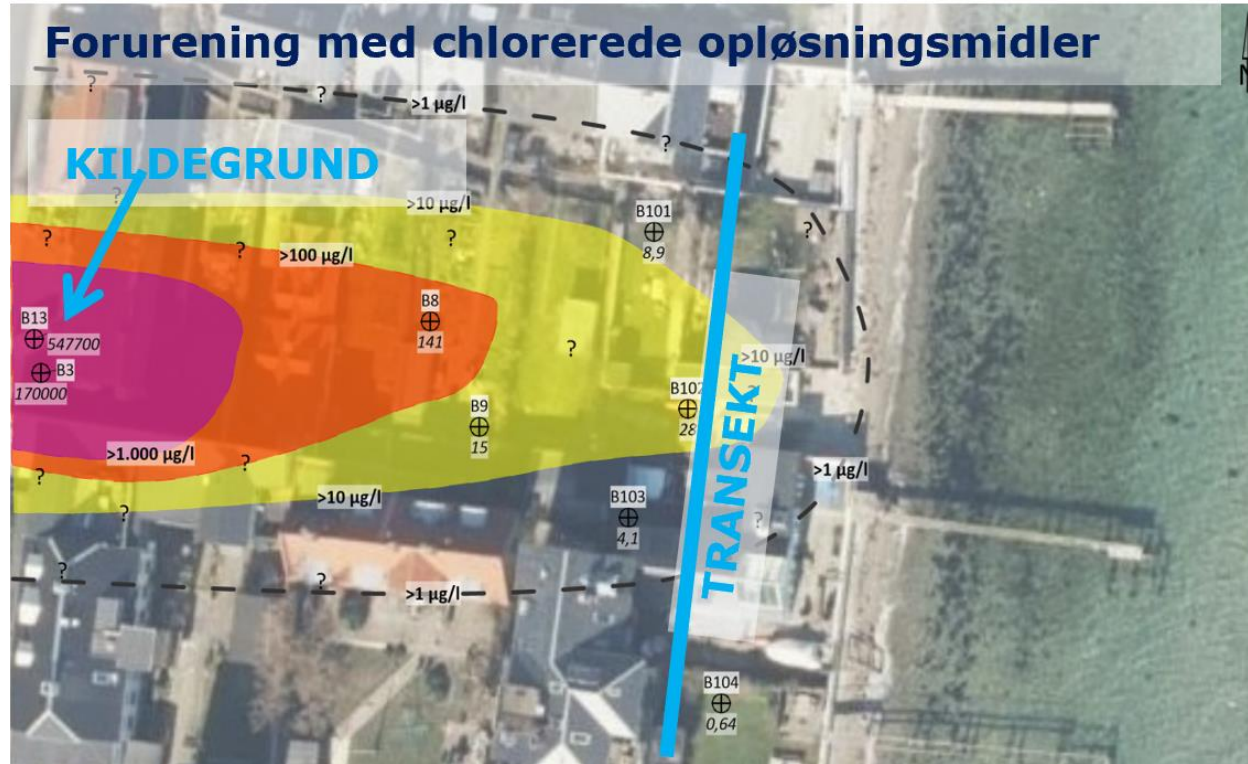 Forurening med chlorerede opløsningsmidler
N
?
?
>1 µg/l
?
KILDEGRUND
?
>10 µg/l
B101
8,9
?
?
?
?
>100 µg/l
B8
141
B13
547700
B3
170000
?
>10 µg/l
?
B102
28
B9
15
TRANSEKT
>1.000 µg/l
?
?
>1 µg/l
>10 µg/l
?
B103
4,1
?
?
?
>1 µg/l
B104
0,64